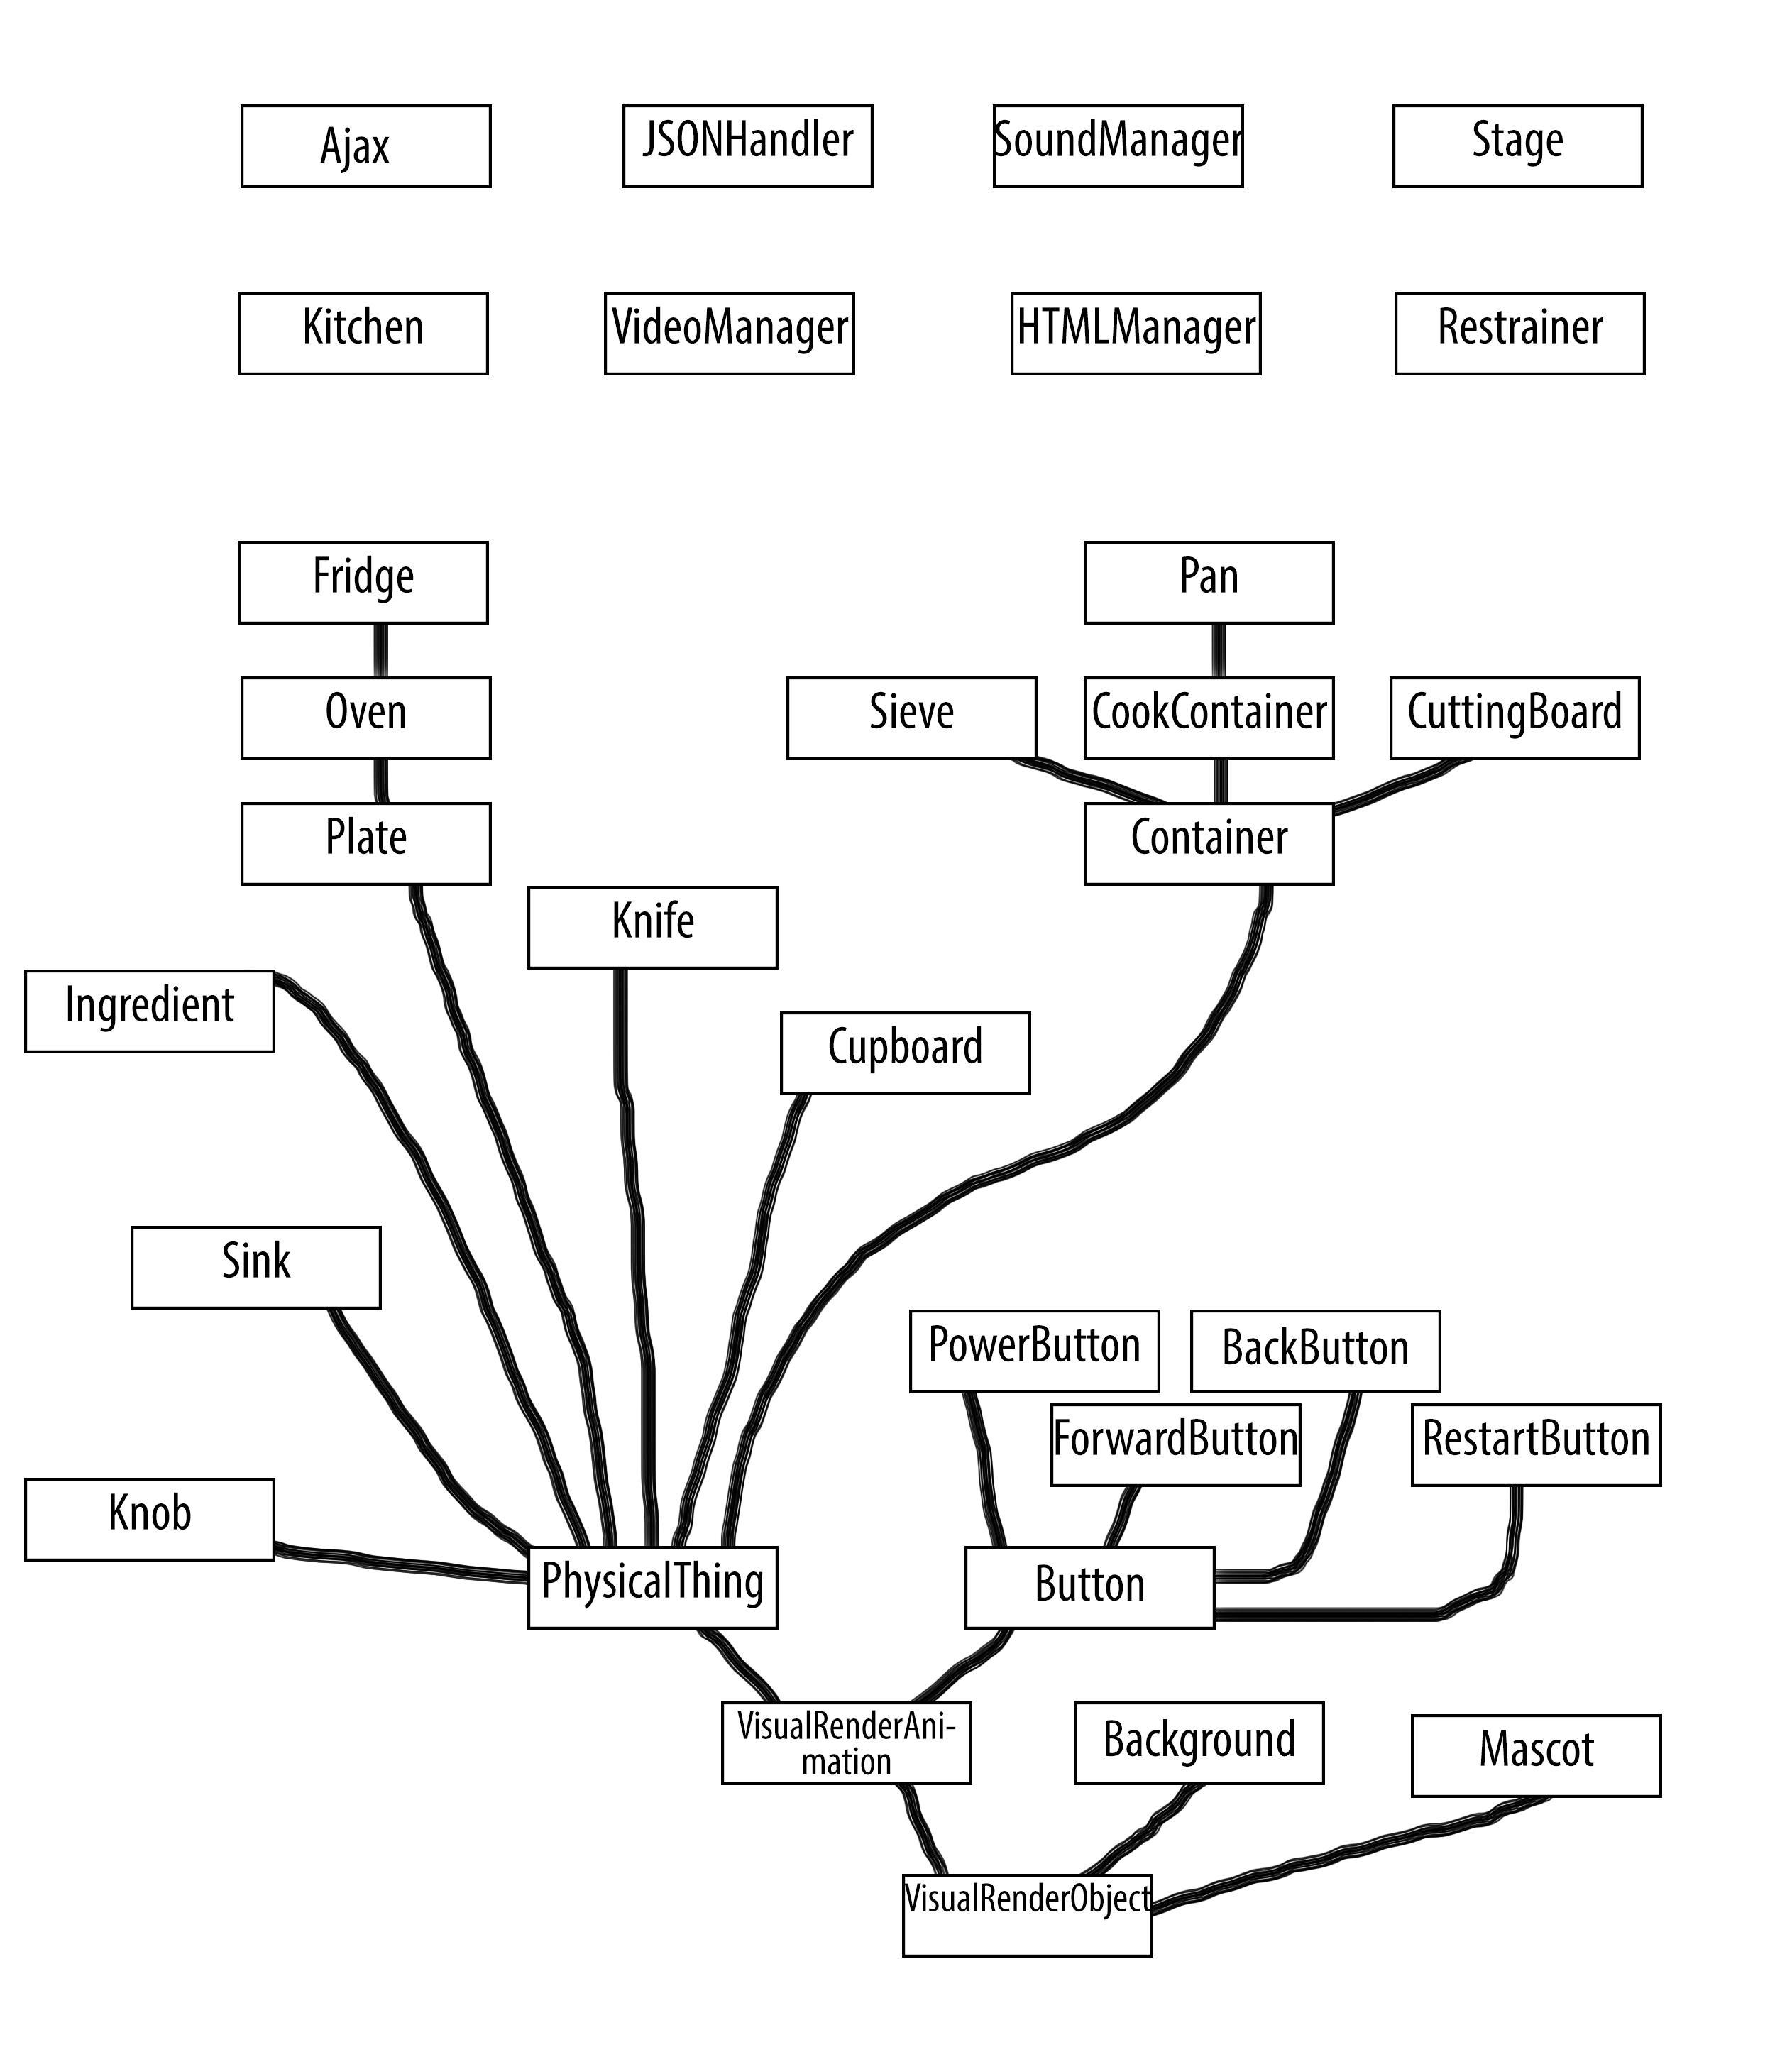 Ajax
JSONHandler
SoundManager
Stage
Kitchen
VideoManager
HTMLManager
Restrainer
Fridge
Pan
Oven
Sieve
CookContainer
CuttingBoard
Plate
Container
Knife
Ingredient
Cupboard
Sink
PowerButton
BackButton
ForwardButton
RestartButton
Knob
PhysicalThing
Button
VisualRenderAni-
mation
Background
Mascot
VisualRenderObject